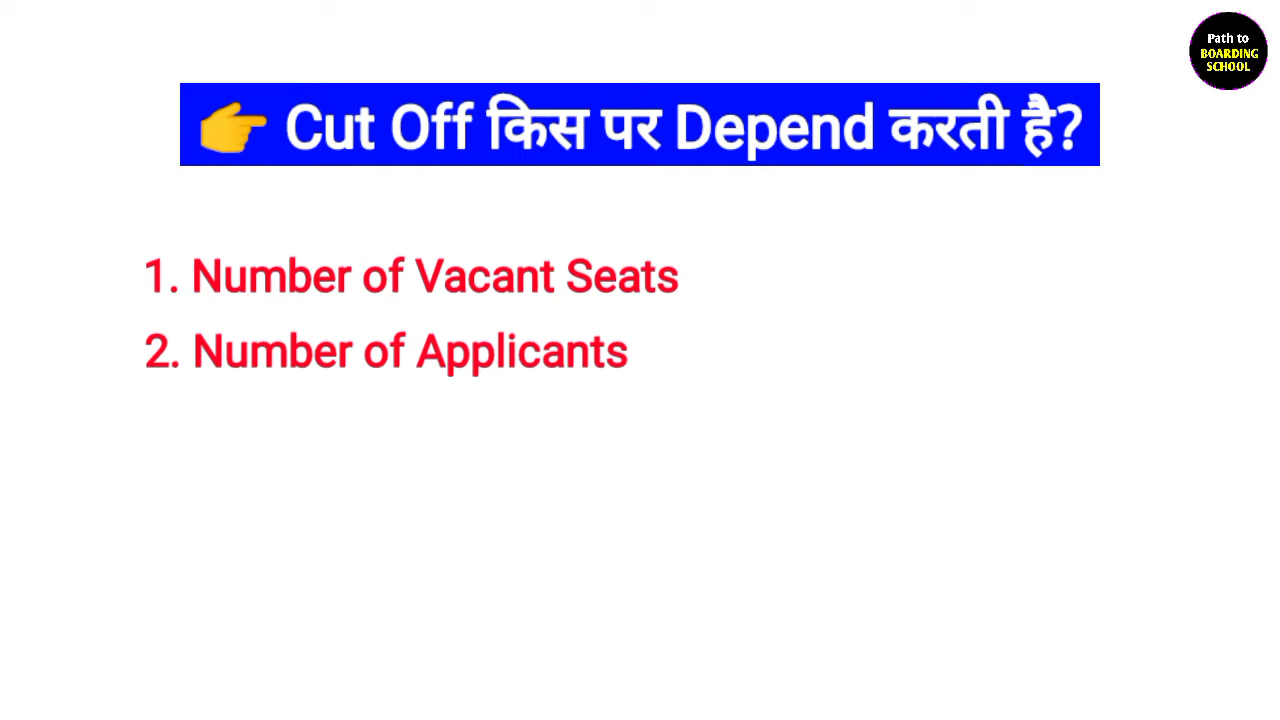 Path to
BOARDING
SCHOOL
👉 Cut Off किस पर Depend करती है?
1. Number of Vacant Seats
2. Number of Applicants